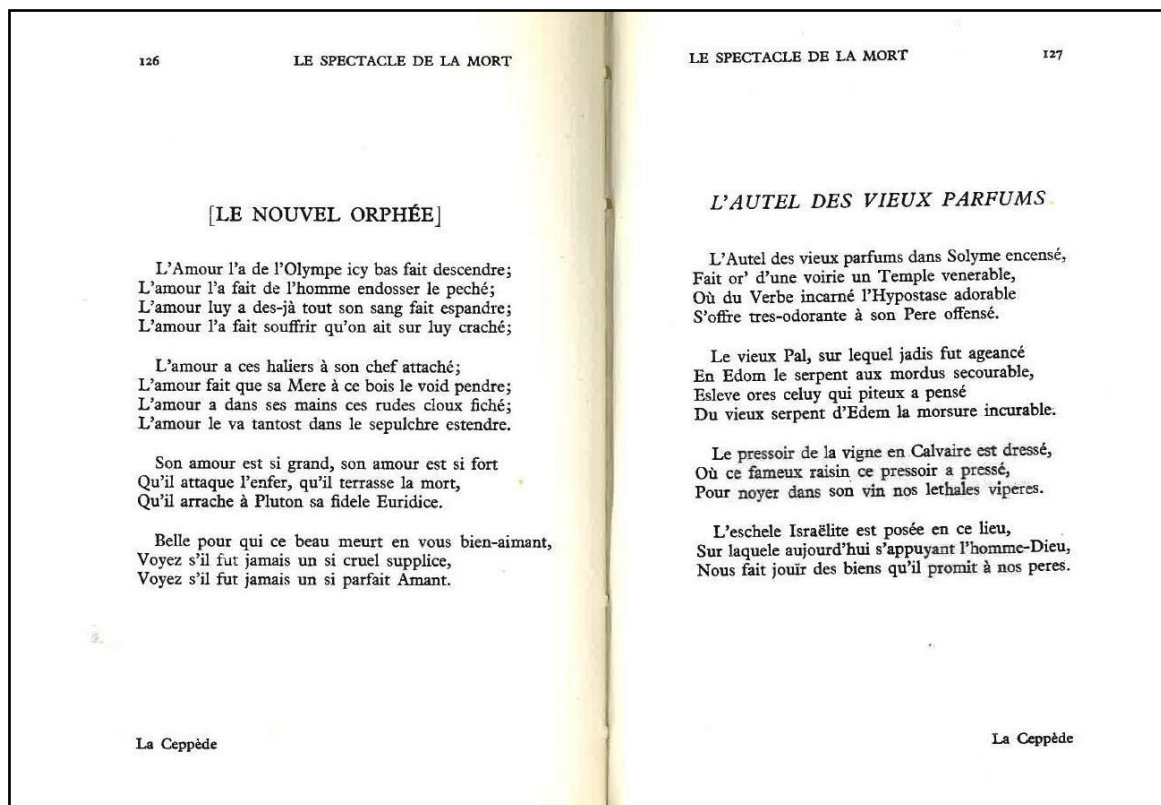 126
LE SPECTACLE DE LA MORT
[LE NOUVEL ORPHÉE]
L'Amour l'a de l'Olympe icy bas fait descendre;
L'amour l'a fait de l'homme endosser le peché;
L'amour luy a des-jà tout son sang fait espandre;
L'amour l'a fait souffrir qu'on ait sur luy craché;
L'amour a ces haliers à son chef attaché;
L'amour fait que sa Mere à ce bois le void pendre;
L'amour a dans ses mains ces rudes cloux fiché;
L'amour le va tantost dans le sepulchre estendre.
Son amour est si grand, son amour est si fort
Qu'il attaque l'enfer, qu'il terrasse la mort,
Qu'il arrache à Pluton sa fidele Euridice.
Belle pour qui ce beau meurt en vous bien-aimant,
Voyez s'il fut jamais un si cruel supplice,
Voyez s'il fut jamais un si parfait Amant.
La Ceppède
LE SPECTACLE DE LA MORT
127
L'AUTEL DES VIEUX PARFUMS
L'Autel des vieux parfums dans Solyme encensé,
Fait or' d'une voirie un Temple venerable,
Où du Verbe incarné l'Hypostase adorable
S'offre tres-odorante à son Pere offensé.
Le vieux Pal, sur lequel jadis fut ageancé
En Edom le serpent aux mordus secourable,
Esleve ores celuy qui piteux a pensé
Du vieux serpent d'Edem la morsure incurable.
Le pressoir de la vigne en Calvaire est dressé,
Où ce fameux raisin ce pressoir a pressé,
Pour noyer dans son vin nos lethales viperes.
L'eschele Israëlite est posée en ce lieu,
Sur laquele aujourd'hui s'appuyant l'homme-Dieu,
Nous fait jouïr des biens qu'il promit à nos peres.
La Ceppède